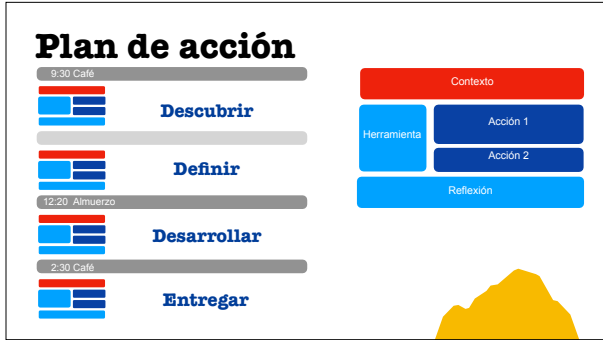 Plan de acción
9:30 Café
Descubrir
Definir
12:20 Almuerzo
Desarrollar
2:30 Café
Entregar
Contexto
Herramienta
Acción 1
Acción 2
Reflexión